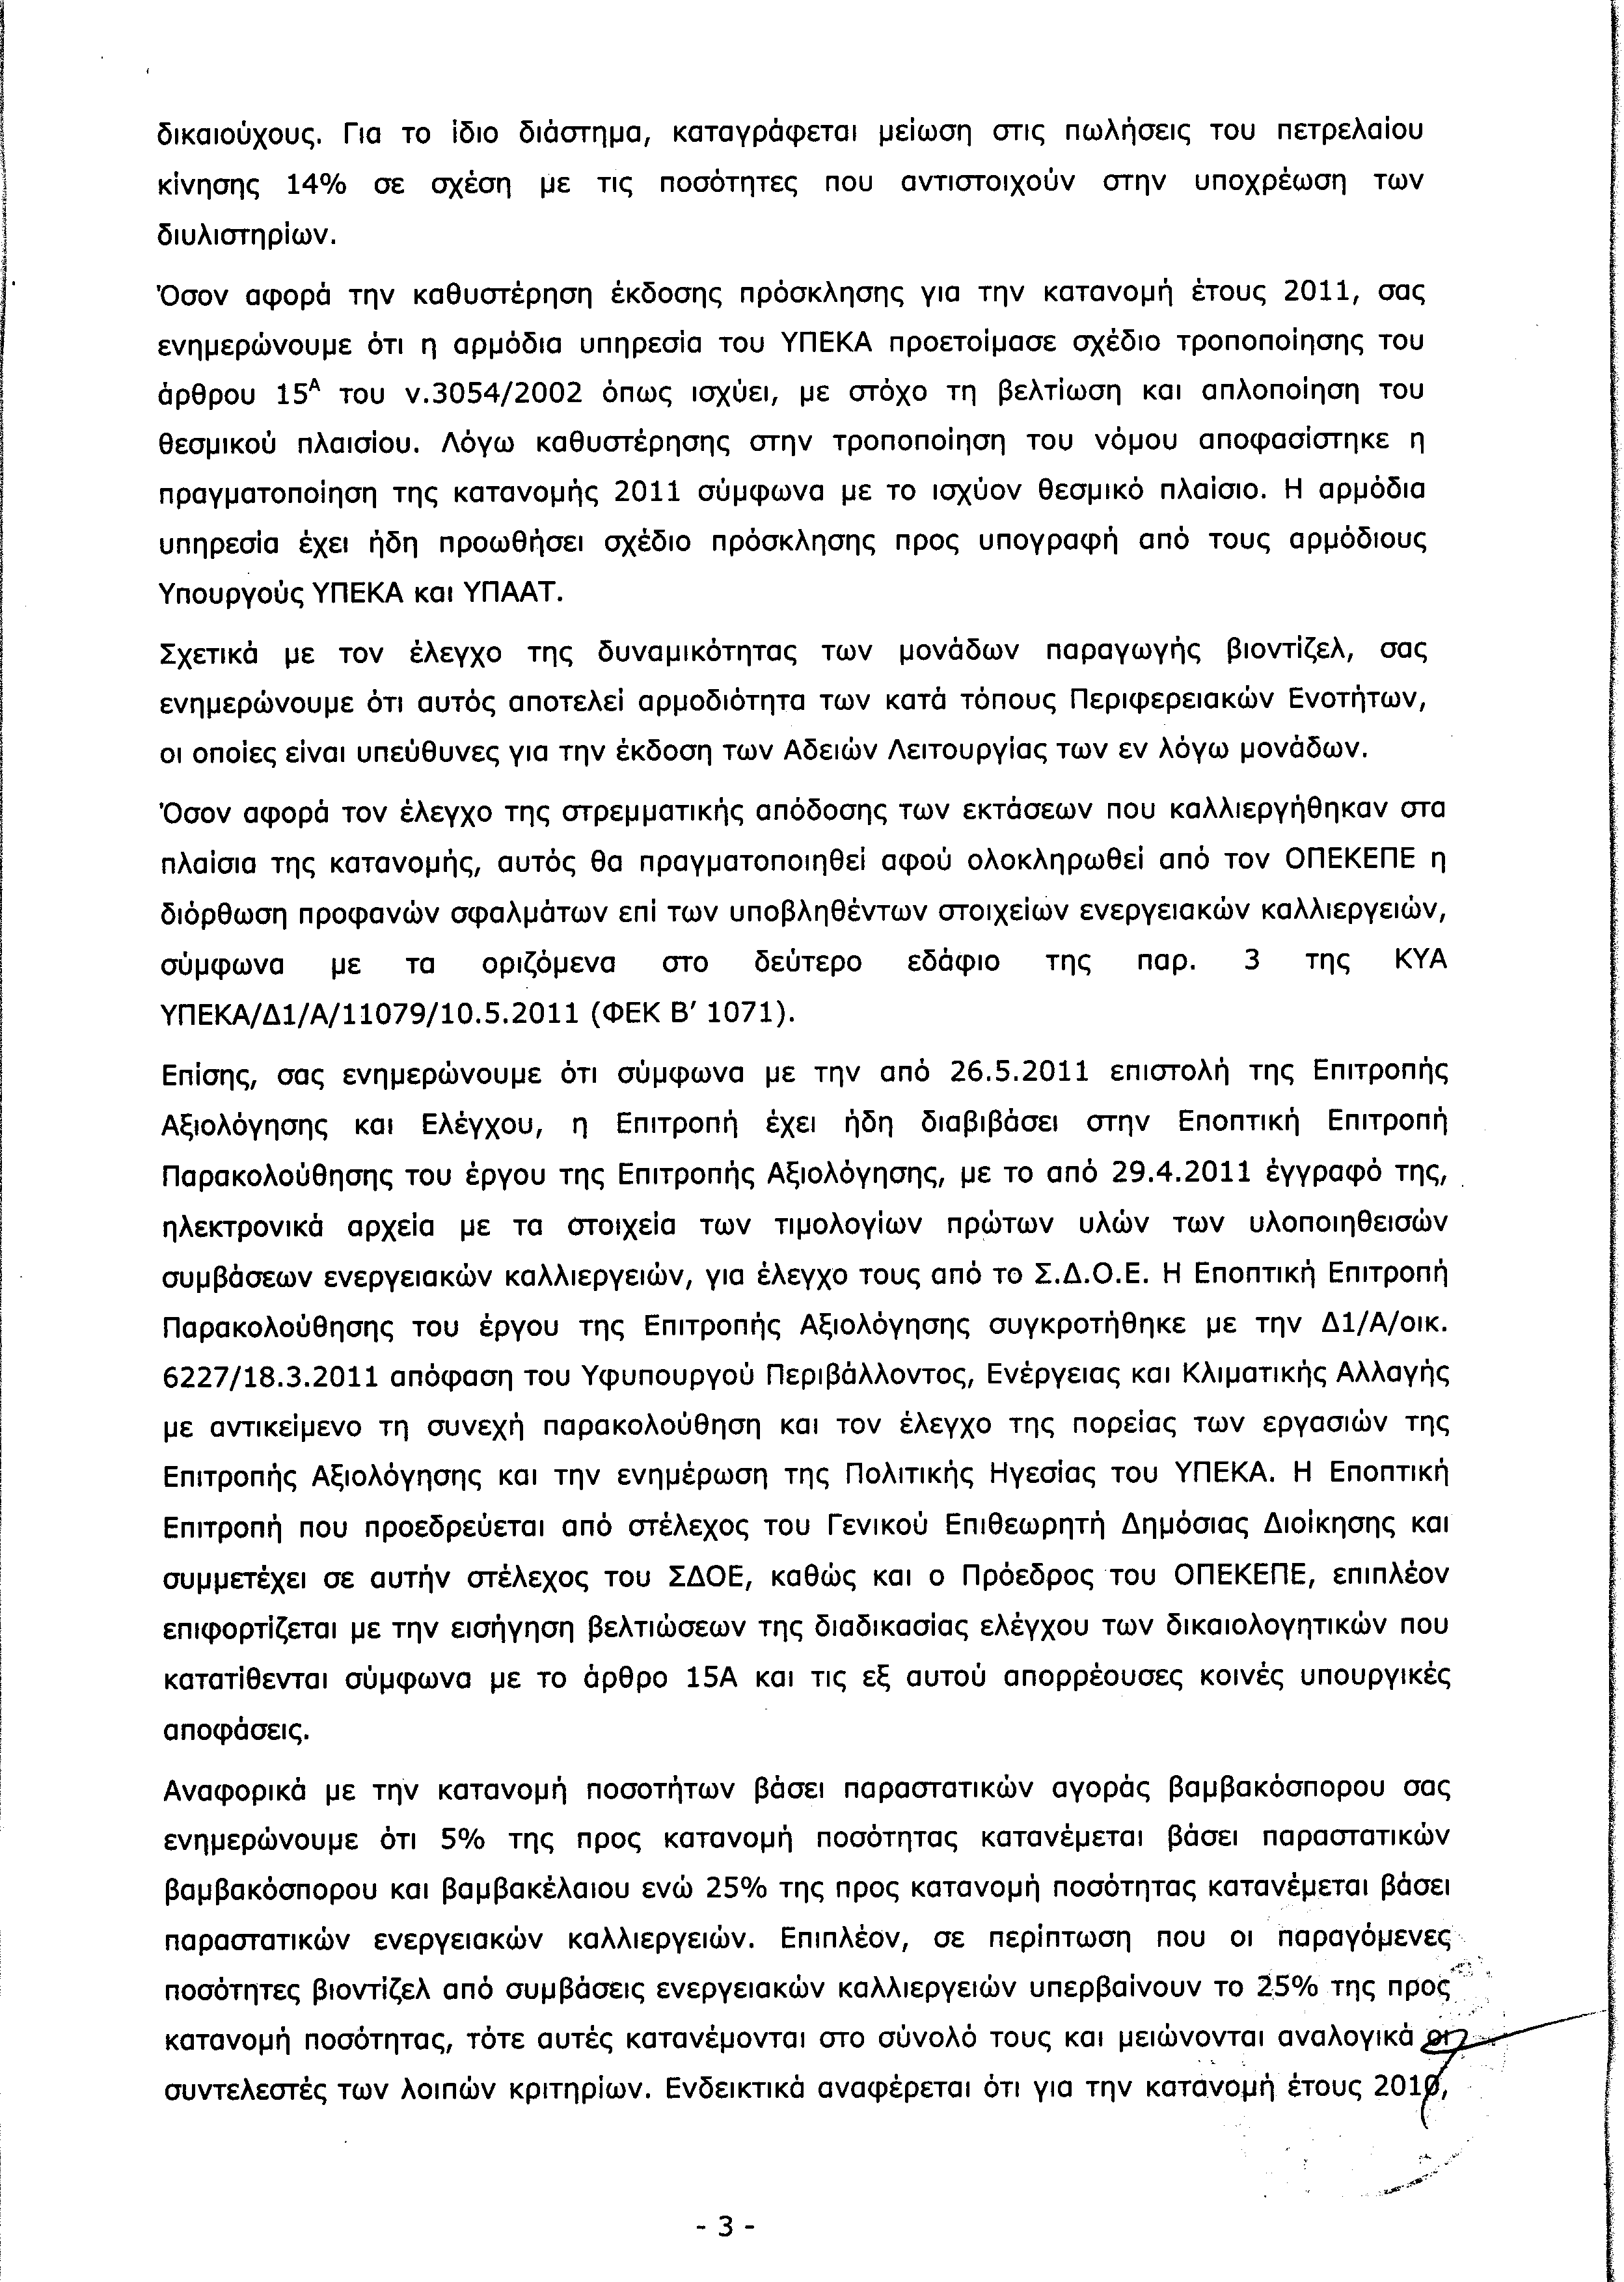 δικαιούχους. Για το ίδιο διάστημα, καταγράφεται μείωση στις πωλήσεις του πετρελαίου
κίνησης 14% σε σχέση με τις ποσότητες που αντιστοιχούν στην υποχρέωση των
διυλιστηρίων.
Όσον αφορά την καθυστέρηση έκδοσης πρόσκλησης για την κατανομή έτους 2011, σας
ενημερώνουμε ότι η αρμόδια υπηρεσία του ΥΠΕΚΑ προετοίμασε σχέδιο τροποποίησης του
άρθρου 15Α του ν.3054/2002 όπως ισχύει, με στόχο τη βελτίωση και απλοποίηση του
θεσμικού πλαισίου. Λόγω καθυστέρησης στην τροποποίηση του νόμου αποφασίστηκε η
πραγματοποίηση της κατανομής 2011 σύμφωνα με το ισχύον θεσμικό πλαίσιο. Η αρμόδια
υπηρεσία έχει ήδη προωθήσει σχέδιο πρόσκλησης προς υπογραφή από τους αρμόδιους
Υπουργούς ΥΠΕΚΑ και ΥΠΑΑΤ.
Σχετικά με τον έλεγχο της δυναμικότητας των μονάδων παραγωγής βιοντίζελ, σας
ενημερώνουμε ότι αυτός αποτελεί αρμοδιότητα των κατά τόπους Περιφερειακών Ενοτήτων,
οι οποίες είναι υπεύθυνες για την έκδοση των Αδειών Λειτουργίας των εν λόγω μονάδων.
Όσον αφορά τον έλεγχο της στρεμματικής απόδοσης των εκτάσεων που καλλιεργήθηκαν στα
πλαίσια της κατανομής, αυτός θα πραγματοποιηθεί αφού ολοκληρωθεί από τον ΟΠΕΚΕΠΕ η
διόρθωση προφανών σφαλμάτων επί των υποβληθέντων στοιχείων ενεργειακών καλλιεργειών,
σύμφωνα με τα οριζόμενα στο δεύτερο εδάφιο της παρ. 3 της ΚΥΑ
ΥΠΕΚΑ/Δ1/Α/11079/10.5.2011 (ΦΕΚ Β' 1071).
Επίσης, σας ενημερώνουμε ότι σύμφωνα με την από 26.5.2011 επιστολή της Επιτροπής
Αξιολόγησης και Ελέγχου, η Επιτροπή έχει ήδη διαβιβάσει στην Εποπτική Επιτροπή
Παρακολούθησης του έργου της Επιτροπής Αξιολόγησης, με το από 29.4.2011 έγγραφό της,
ηλεκτρονικά αρχεία με τα στοιχεία των τιμολογίων πρώτων υλών των υλοποιηθεισών
συμβάσεων ενεργειακών καλλιεργειών, για έλεγχο τους από το Σ.Δ.Ο.Ε. Η Εποπτική Επιτροπή
Παρακολούθησης του έργου της Επιτροπής Αξιολόγησης συγκροτήθηκε με την Δ1/Α/οικ.
6227/18.3.2011 απόφαση του Υφυπουργού Περιβάλλοντος, Ενέργειας και Κλιματικής Αλλαγής
με αντικείμενο τη συνεχή παρακολούθηση και τον έλεγχο της πορείας των εργασιών της
Επιτροπής Αξιολόγησης και την ενημέρωση της Πολιτικής Ηγεσίας του ΥΠΕΚΑ. Η Εποπτική
Επιτροπή που προεδρεύεται από στέλεχος του Γενικού Επιθεωρητή Δημόσιας Διοίκησης και
συμμετέχει σε αυτήν στέλεχος του ΣΔΟΕ, καθώς και ο Πρόεδρος του ΟΠΕΚΕΠΕ, επιπλέον
επιφορτίζεται με την εισήγηση βελτιώσεων της διαδικασίας ελέγχου των δικαιολογητικών που
κατατίθενται σύμφωνα με το άρθρο 15Α και τις εξ αυτού απορρέουσες κοινές υπουργικές
αποφάσεις.
Αναφορικά με την κατανομή ποσοτήτων βάσει παραστατικών αγοράς βαμβακόσπορου σας
ενημερώνουμε ότι 5% της προς κατανομή ποσότητας κατανέμεται βάσει παραστατικών
βαμβακόσπορου και βαμβακέλαιου ενώ 25% της προς κατανομή ποσότητας κατανέμεται βάσει
παραστατικών ενεργειακών καλλιεργειών. Επιπλέον, σε περίπτωση που οι παραγόμενες
ποσότητες βιοντίζελ από συμβάσεις ενεργειακών καλλιεργειών υπερβαίνουν το 25% της προς
κατανομή ποσότητας, τότε αυτές κατανέμονται στο σύνολό τους και μειώνονται αναλογικά οι
συντελεστές των λοιπών κριτηρίων. Ενδεικτικά αναφέρεται ότι για την κατανομή έτους 2010,
- 3 -